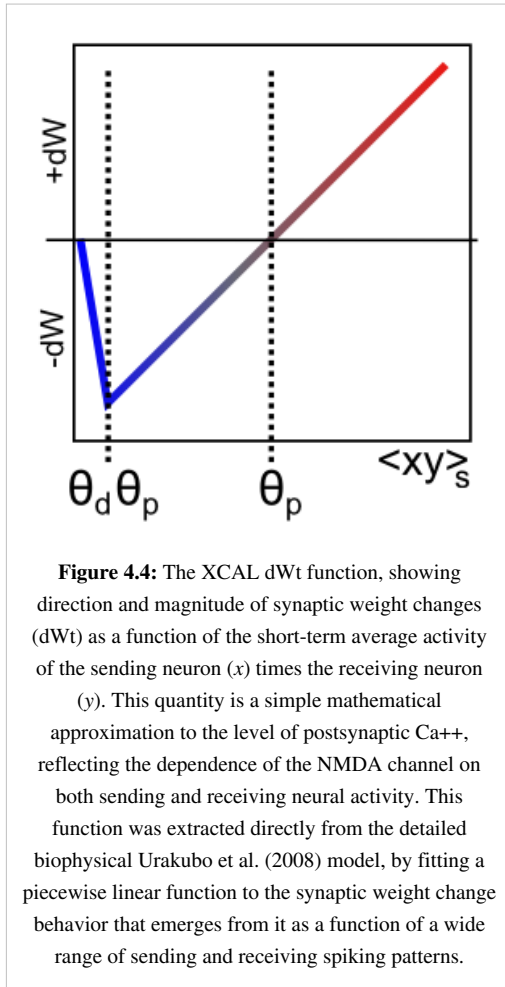 +dW
-dW
<xy>s
θd θp
θp
Figure 4.4: The XCAL dWt function, showing
direction and magnitude of synaptic weight changes
(dWt) as a function of the short-term average activity
of the sending neuron (x) times the receiving neuron
(y). This quantity is a simple mathematical
approximation to the level of postsynaptic Ca++,
reflecting the dependence of the NMDA channel on
both sending and receiving neural activity. This
function was extracted directly from the detailed
biophysical Urakubo et al. (2008) model, by fitting a
piecewise linear function to the synaptic weight change
behavior that emerges from it as a function of a wide
range of sending and receiving spiking patterns.